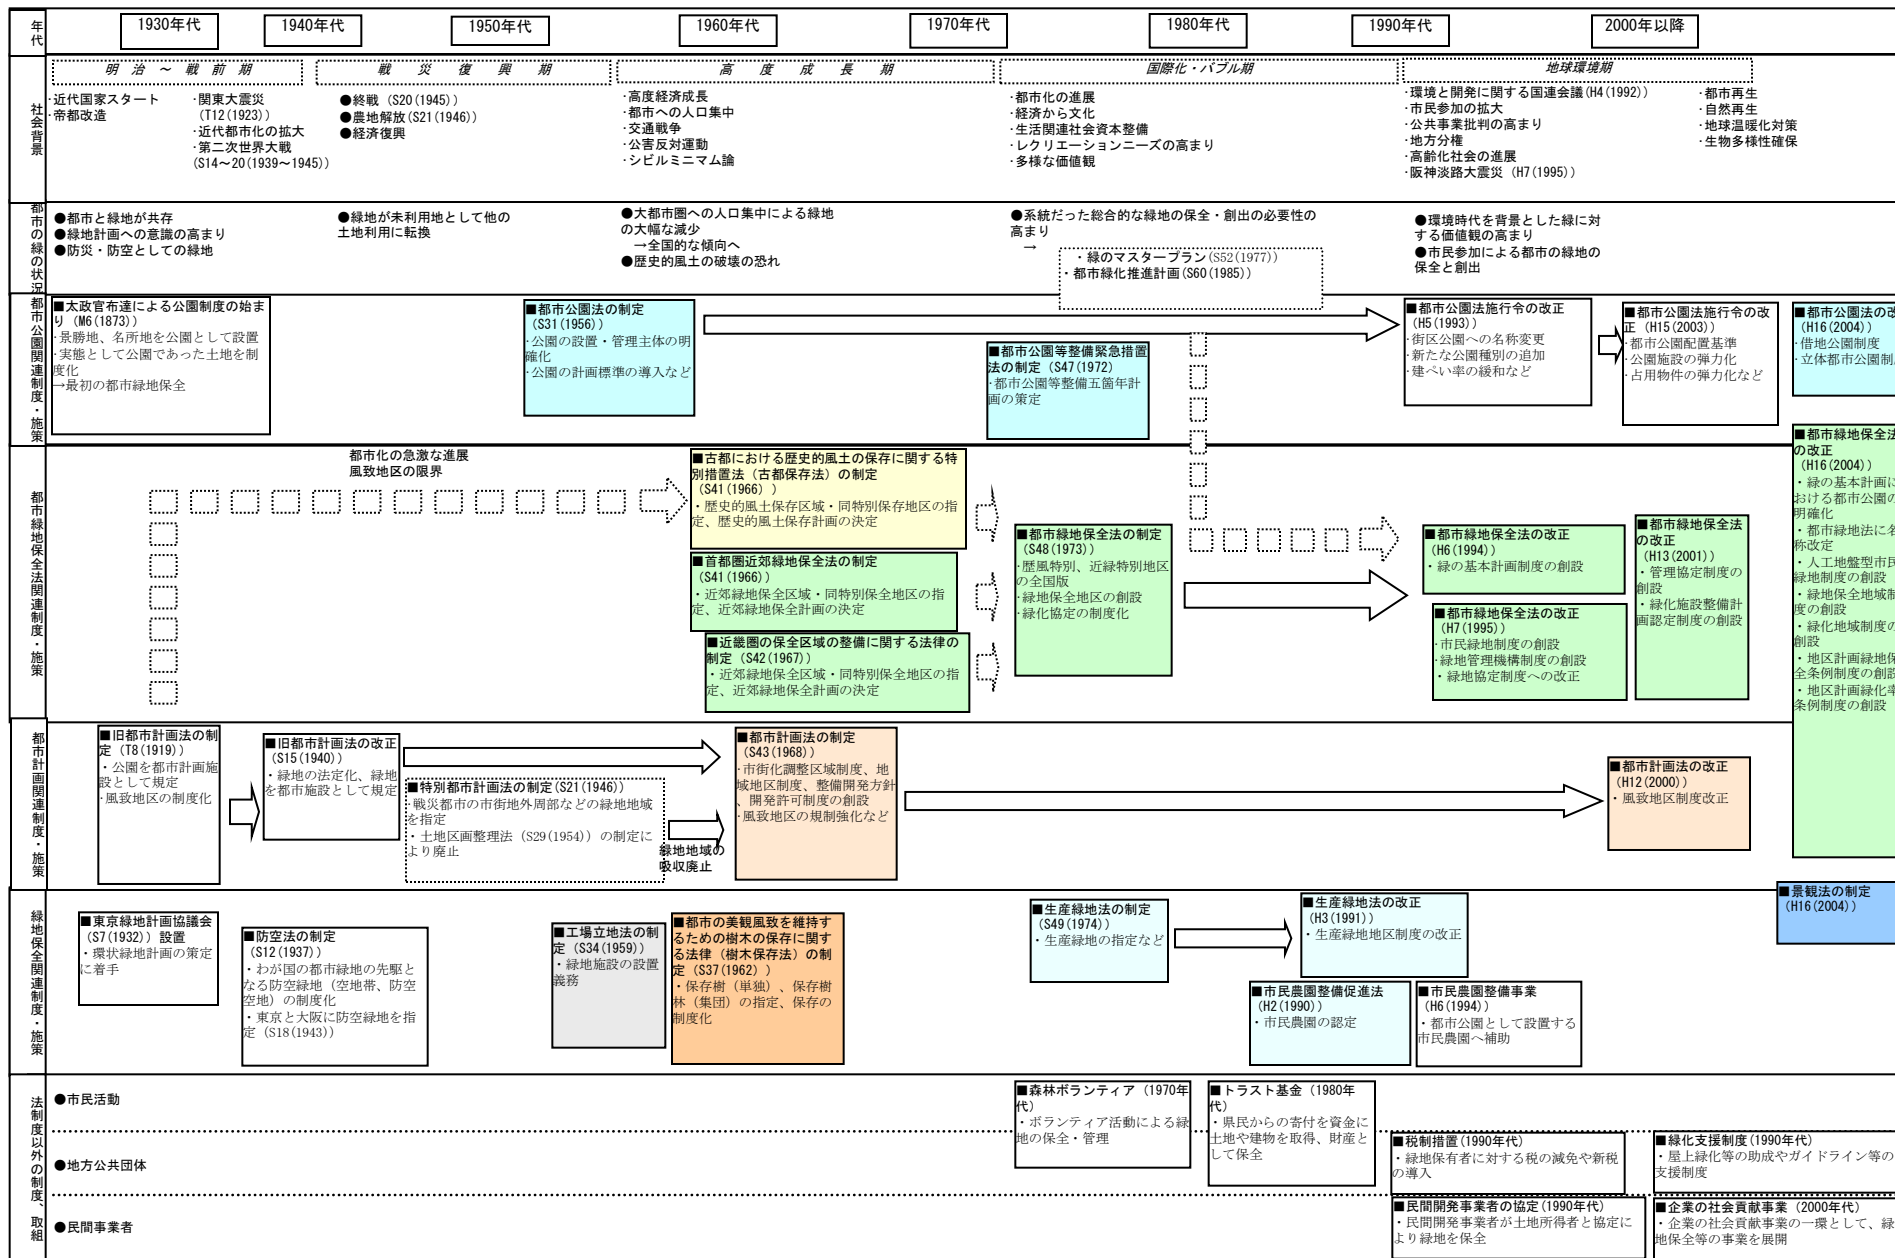 年代
1930年代
1940年代
1950年代
1960年代
1970年代
1980年代
1990年代
2000年以降
社会背景
明 治 ～ 戦 前 期
戦 災 復 興 期
高 度 成 長 期
国際化・バブル期
地球環境期
・近代国家スタート
・帝都改造
・関東大震災
(T12(1923))
・近代都市化の拡大
・第二次世界大戦
(S14～20(1939～1945))
●終戦 (S20(1945))
●農地解放(S21(1946))
●経済復興
・高度経済成長
・都市への人口集中
・交通戦争
・公害反対運動
・シビルミニマム論
・都市化の進展
・経済から文化
・生活関連社会資本整備
・レクリエーションニーズの高まり
・多様な価値観
・環境と開発に関する国連会議(H4(1992))
・市民参加の拡大
・公共事業批判の高まり
・地方分権
・高齢化社会の進展
・阪神淡路大震災 (H7(1995))
・都市再生
・自然再生
・地球温暖化対策
・生物多様性確保
都市の緑の状況
●都市と緑地が共存
●緑地計画への意識の高まり
●防災・防空としての緑地
●緑地が未利用地として他の
土地利用に転換
●大都市圏への人口集中による緑地
の大幅な減少
→全国的な傾向へ
●歴史的風土の破壊の恐れ
●系統だった総合的な緑地の保全・創出の必要性の
高まり
→
・緑のマスタープラン(S52(1977))
・都市緑化推進計画(S60(1985))
●環境時代を背景とした緑に対
する価値観の高まり
●市民参加による都市の緑地の
保全と創出
都市公園関連制度・施策
■太政官布達による公園制度の始ま
り (M6(1873))
・景勝地、名所地を公園として設置
・実態として公園であった土地を制
度化
→最初の都市緑地保全
■都市公園法の制定
(S31(1956))
・公園の設置・管理主体の明
確化
・公園の計画標準の導入など
■都市公園等整備緊急措置
法の制定 (S47(1972)
・都市公園等整備五箇年計
画の策定
■都市公園法施行令の改正
(H5(1993))
・街区公園への名称変更
・新たな公園種別の追加
・建ぺい率の緩和など
■都市公園法施行令の改
正 (H15(2003))
・都市公園配置基準
・公園施設の弾力化
・占用物件の弾力化など
■都市公園法の改
(H16(2004))
・借地公園制度
・立体都市公園制
都市緑地保全法関連制度・施策
都市化の急激な進展
風致地区の限界
■古都における歴史的風土の保存に関する特
別措置法（古都保存法）の制定
(S41(1966) )
・歴史的風土保存区域・同特別保存地区の指
定、歴史的風土保存計画の決定
■首都圏近郊緑地保全法の制定
(S41(1966))
・近郊緑地保全区域・同特別保全地区の指
定、近郊緑地保全計画の決定
■近畿圏の保全区域の整備に関する法律の
制定 (S42(1967))
・近郊緑地保全区域・同特別保全地区の指
定、近郊緑地保全計画の決定
■都市緑地保全法の制定
(S48(1973))
・歴風特別、近緑特別地区
の全国版
・緑地保全地区の創設
・緑化協定の制度化
■都市緑地保全法の改正
(H6(1994))
・緑の基本計画制度の創設
■都市緑地保全法の改正
(H7(1995))
・市民緑地制度の創設
・緑地管理機構制度の創設
・緑地協定制度への改正
■都市緑地保全法
の改正
(H13(2001))
・管理協定制度の
創設
・緑化施設整備計
画認定制度の創設
■都市緑地保全法
の改正
(H16(2004))
・緑の基本計画に
おける都市公園の
明確化
・都市緑地法に名
称改定
・人工地盤型市民
緑地制度の創設
・緑地保全地域制
度の創設
・緑化地域制度の
創設
・地区計画緑地保
全条例制度の創設
・地区計画緑化率
条例制度の創設
都市計画関連制度・施策
■旧都市計画法の制
定 (T8(1919))
・公園を都市計画施
設として規定
・風致地区の制度化
■旧都市計画法の改正
(S15(1940))
・緑地の法定化、緑地
を都市施設として規定
■特別都市計画法の制定(S21(1946))
・戦災都市の市街地外周部などの緑地地域
を指定
・土地区画整理法 (S29(1954)) の制定に
より廃止
緑地地域の
吸収廃止
■都市計画法の制定
(S43(1968))
・市街化調整区域制度、地
域地区制度、整備開発方針
、開発許可制度の創設
・風致地区の規制強化など
■都市計画法の改正
(H12(2000))
・風致地区制度改正
緑地保全関連制度・施策
■東京緑地計画協議会
(S7(1932)) 設置
・環状緑地計画の策定
に着手
■防空法の制定
(S12(1937))
・わが国の都市緑地の先駆と
なる防空緑地（空地帯、防空
空地）の制度化
・東京と大阪に防空緑地を指
定 (S18(1943))
■工場立地法の制
定 (S34(1959))
・緑地施設の設置
義務
■都市の美観風致を維持す
るための樹木の保存に関す
る法律（樹木保存法）の制
定 (S37(1962) )
・保存樹（単独）、保存樹
林（集団）の指定、保存の
制度化
■生産緑地法の制定
(S49(1974))
・生産緑地の指定など
■生産緑地法の改正
(H3(1991))
・生産緑地地区制度の改正
■市民農園整備促進法
(H2(1990))
・市民農園の認定
■市民農園整備事業
(H6(1994))
・都市公園として設置する
市民農園へ補助
■景観法の制定
(H16(2004))
法制度以外の制度、取組
●市民活動
●地方公共団体
●民間事業者
■森林ボランティア (1970年
代)
・ボランティア活動による緑
地の保全・管理
■トラスト基金 (1980年
代)
・県民からの寄付を資金に
土地や建物を取得、財産と
して保全
■税制措置(1990年代)
・緑地保有者に対する税の減免や新税
の導入
■緑化支援制度(1990年代)
・屋上緑化等の助成やガイドライン等の
支援制度
■民間開発事業者の協定(1990年代)
・民間開発事業者が土地所得者と協定に
より緑地を保全
■企業の社会貢献事業 (2000年代)
・企業の社会貢献事業の一環として、緑
地保全等の事業を展開